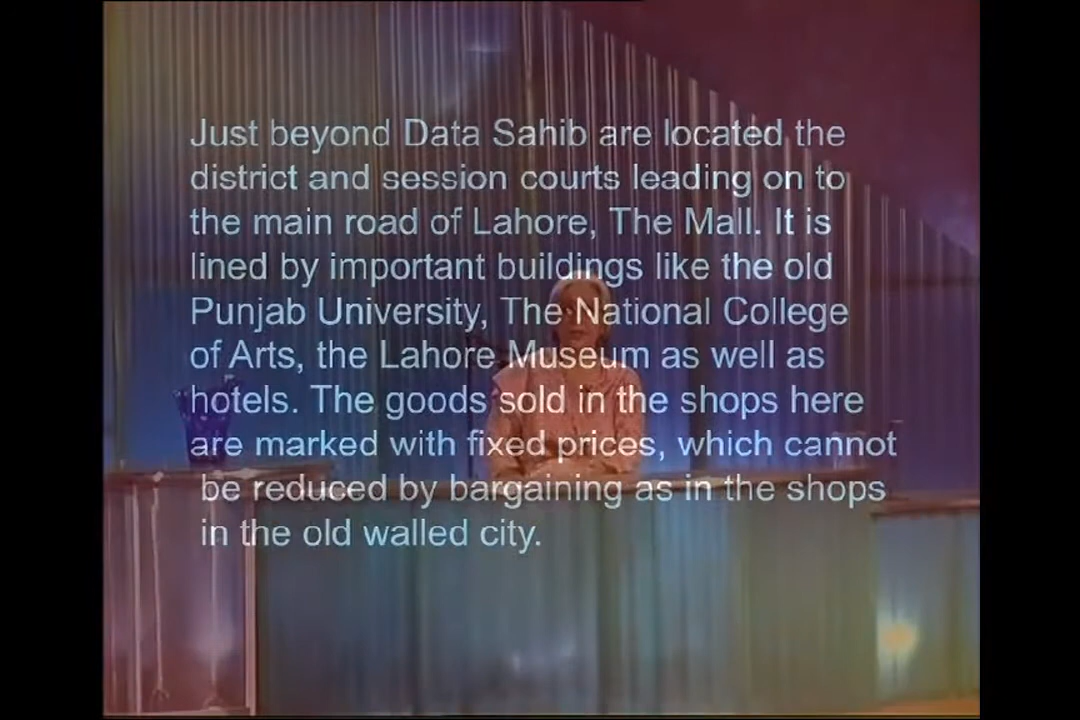 Just beyond Data Sahib are located the
district and session courts leading on to
the main road of Lahore, The Mall. It is
lined by important buildings like the old
Punjab University, The National College
of Arts, the Lahore Museum as well as
hotels. The goods sold in the shops here
are marked with fixed prices, which cannot
be reduced by bargaining as in the shops
in the old walled city.